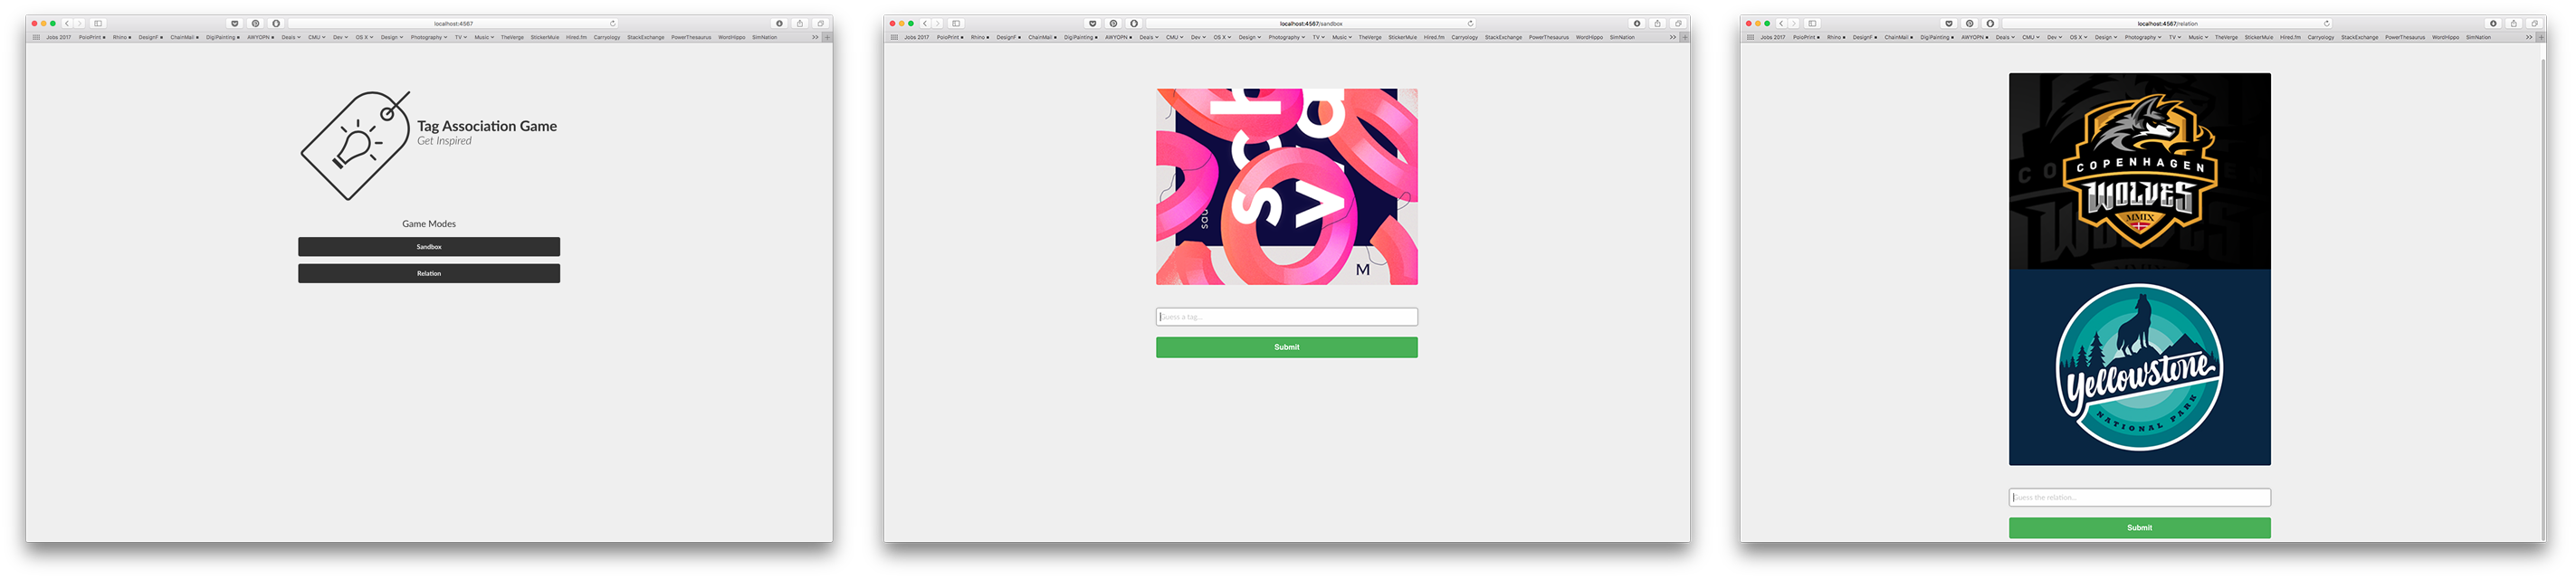 localhost:4567
Jobs 2017 PoloPrint Rhino DesignF ChainMail DigiPainting AWYOPN Deals CMU Dev OS X Design Photography TV Music TheVerge StickerMule Hired.fm Carryology StackExchange PowerThesaurus WordHippo SimNation
Tag Association Game
Get Inspired
Game Modes
Sandbox
Relation
localhost:4567/sandbox
Jobs 2017 PoloPrint Rhino DesignF ChainMail DigiPainting AWYOPN Deals CMU Dev OS X Design Photography TV Music TheVerge StickerMule Hired.fm Carryology StackExchange PowerThesaurus WordHippo SimNation
M
Guess a tag...
Submit
localhost:4567/relation
Jobs 2017 PoloPrint Rhino DesignF ChainMail DigiPainting AWYOPN Deals CMU Dev OS X Design Photography TV Music TheVerge StickerMule Hired.fm Carryology StackExchange PowerThesaurus WordHippo SimNation
COPENHAGEN
WOLVES
MMIX
Yellowstone
NATIONAL PARK
Guess the relation...
Submit